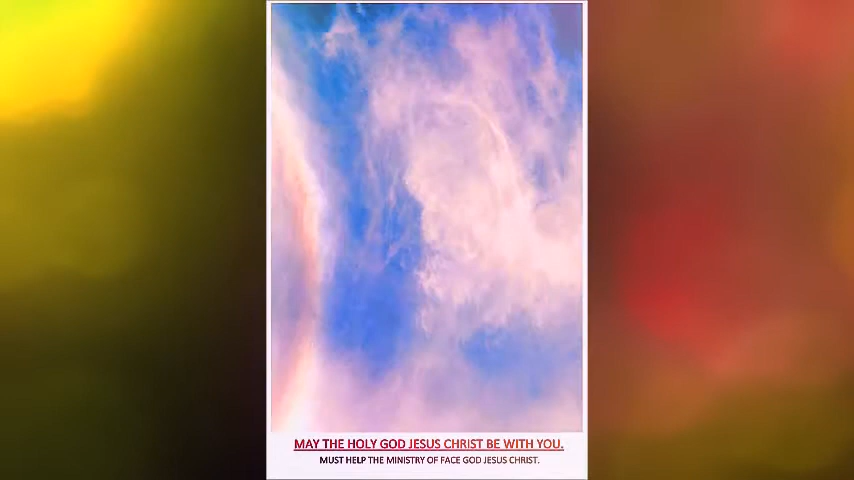 MAY THE HOLY GOD JESUS CHRIST BE WITH YOU.
MUST HELP THE MINISTRY OF FACE GOD JESUS CHRIST.